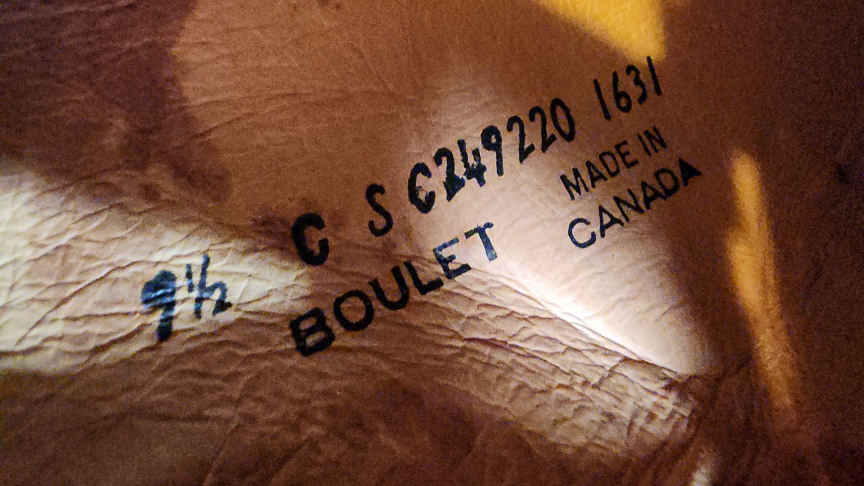 9½ C S C249220 1631
BOULET MADE IN
CANADA